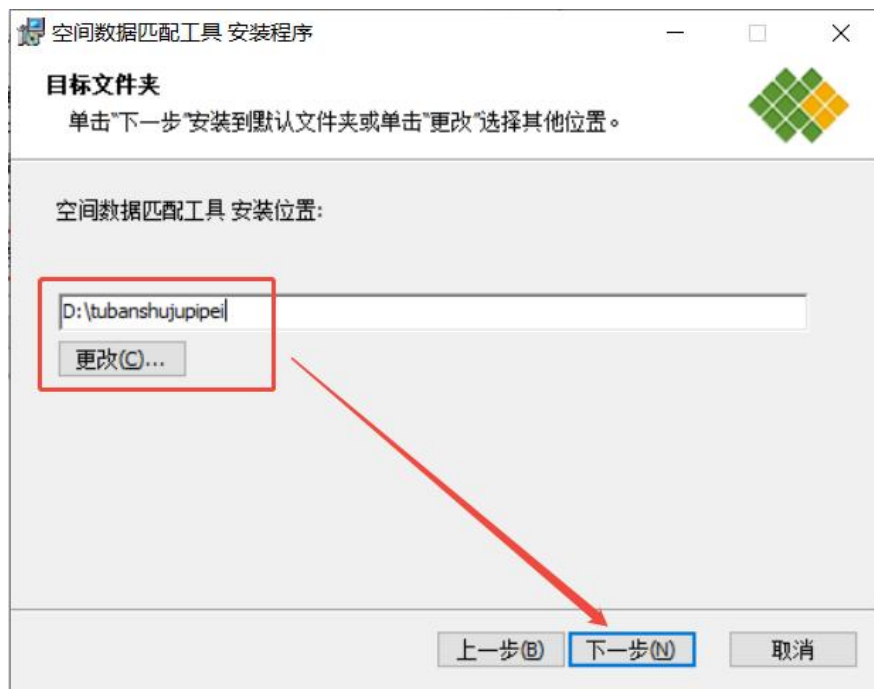 空间数据匹配工具 安装程序
目标文件夹
单击“下一步”安装到默认文件夹或单击“更改”选择其他位置。
空间数据匹配工具 安装位置:
D:\tubanshujupipei
更改(C)...
上一步(B) 下一步(N) 取消